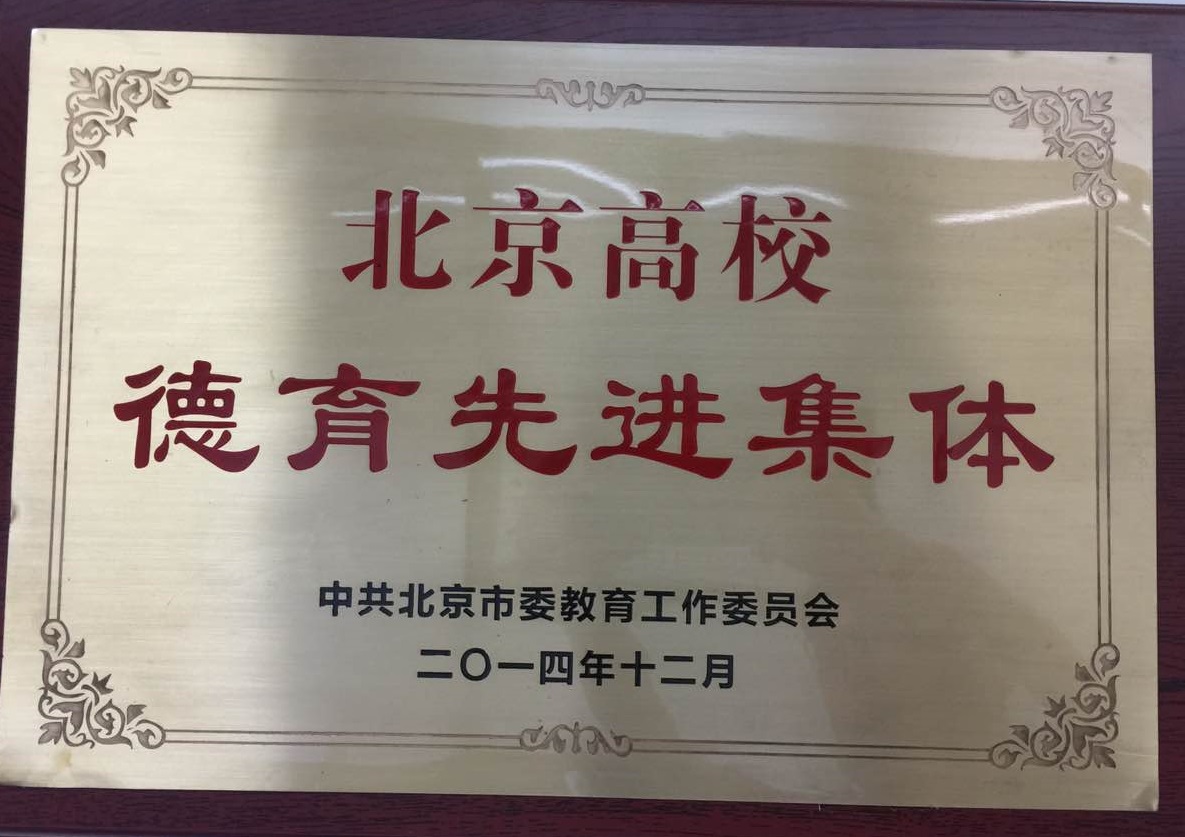 北京高校
德育先进集体
中共北京市委教育工作委员会
二〇一四年十二月